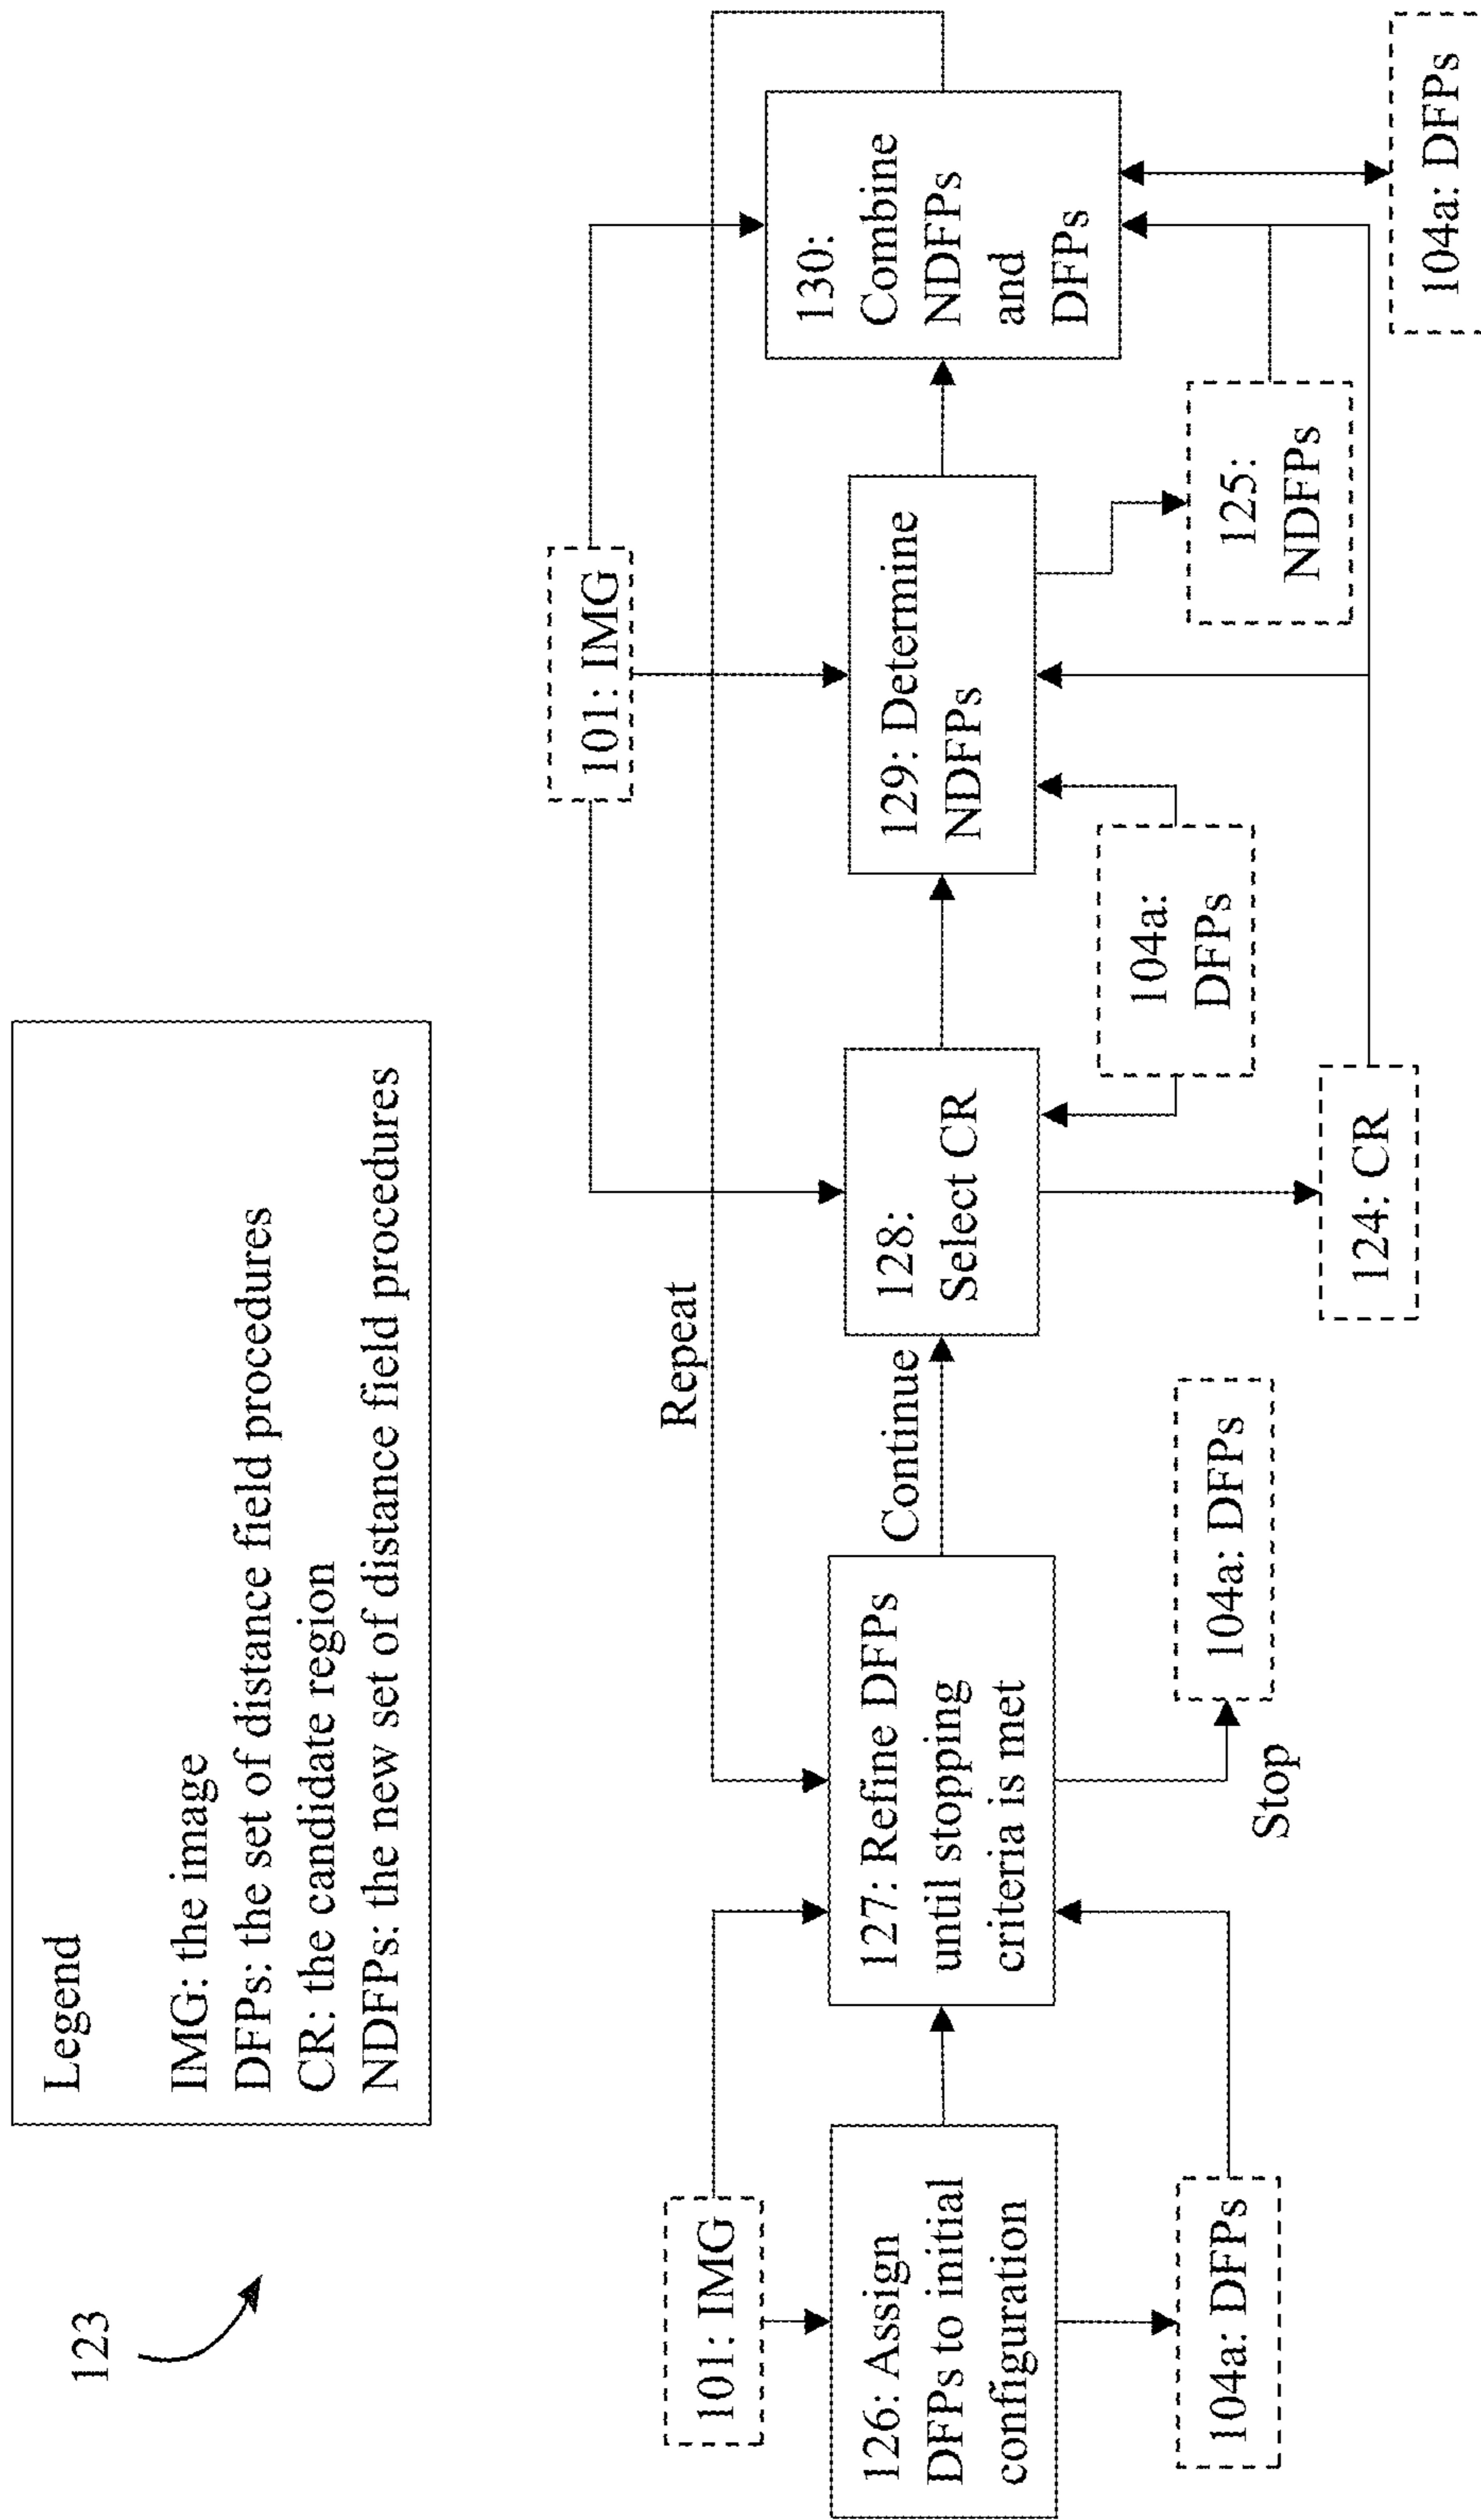 123
Legend
IMG: the image
DFPs: the set of distance field procedures
CR: the candidate region
NDFPs: the new set of distance field procedures
101: IMG
126: Assign
DFPs to initial
configuration
104a: DFPs
127: Refine DFPs
until stopping
criteria is met
Stop
104a: DFPs
Repeat
Continue
128:
Select CR
124: CR
104a:
DFPs
101: IMG
129: Determine
NDFPs
125:
NDFPs
130:
Combine
NDFPs
and
DFPs
104a: DFPs